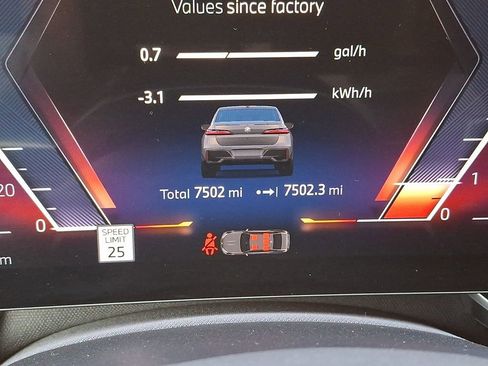 Values since factory
0.7 gal/h
-3.1 kWh/h
Total 7502 mi 7502.3 mi
20 1
0 0
SPEED
LIMIT
25
m